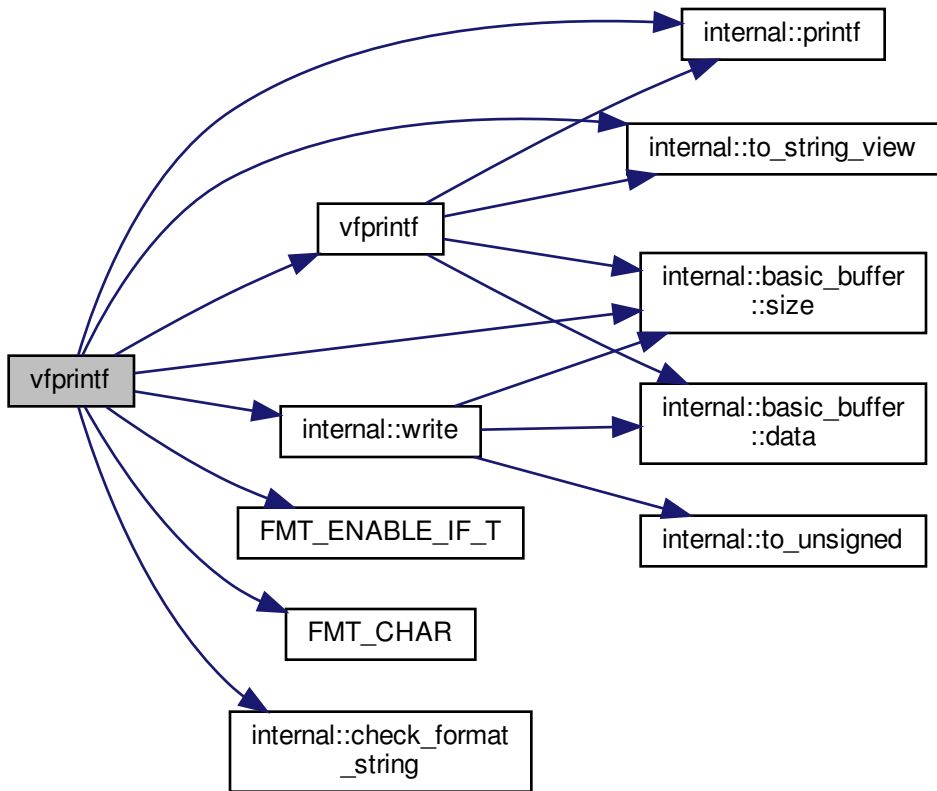 internal::printf
internal::to_string_view
vfprintf
internal::basic_buffer
::size
vfprintf
internal::basic_buffer
::data
internal::write
FMT_ENABLE_IF_T
internal::to_unsigned
FMT_CHAR
internal::check_format
_string